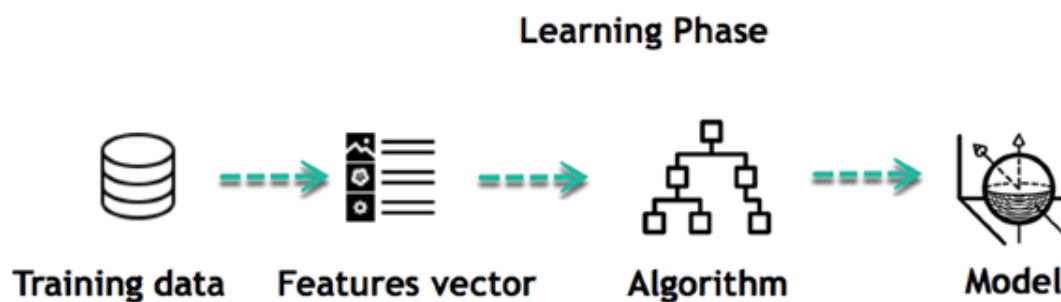 Learning Phase
Training data
Features vector
Algorithm
Model